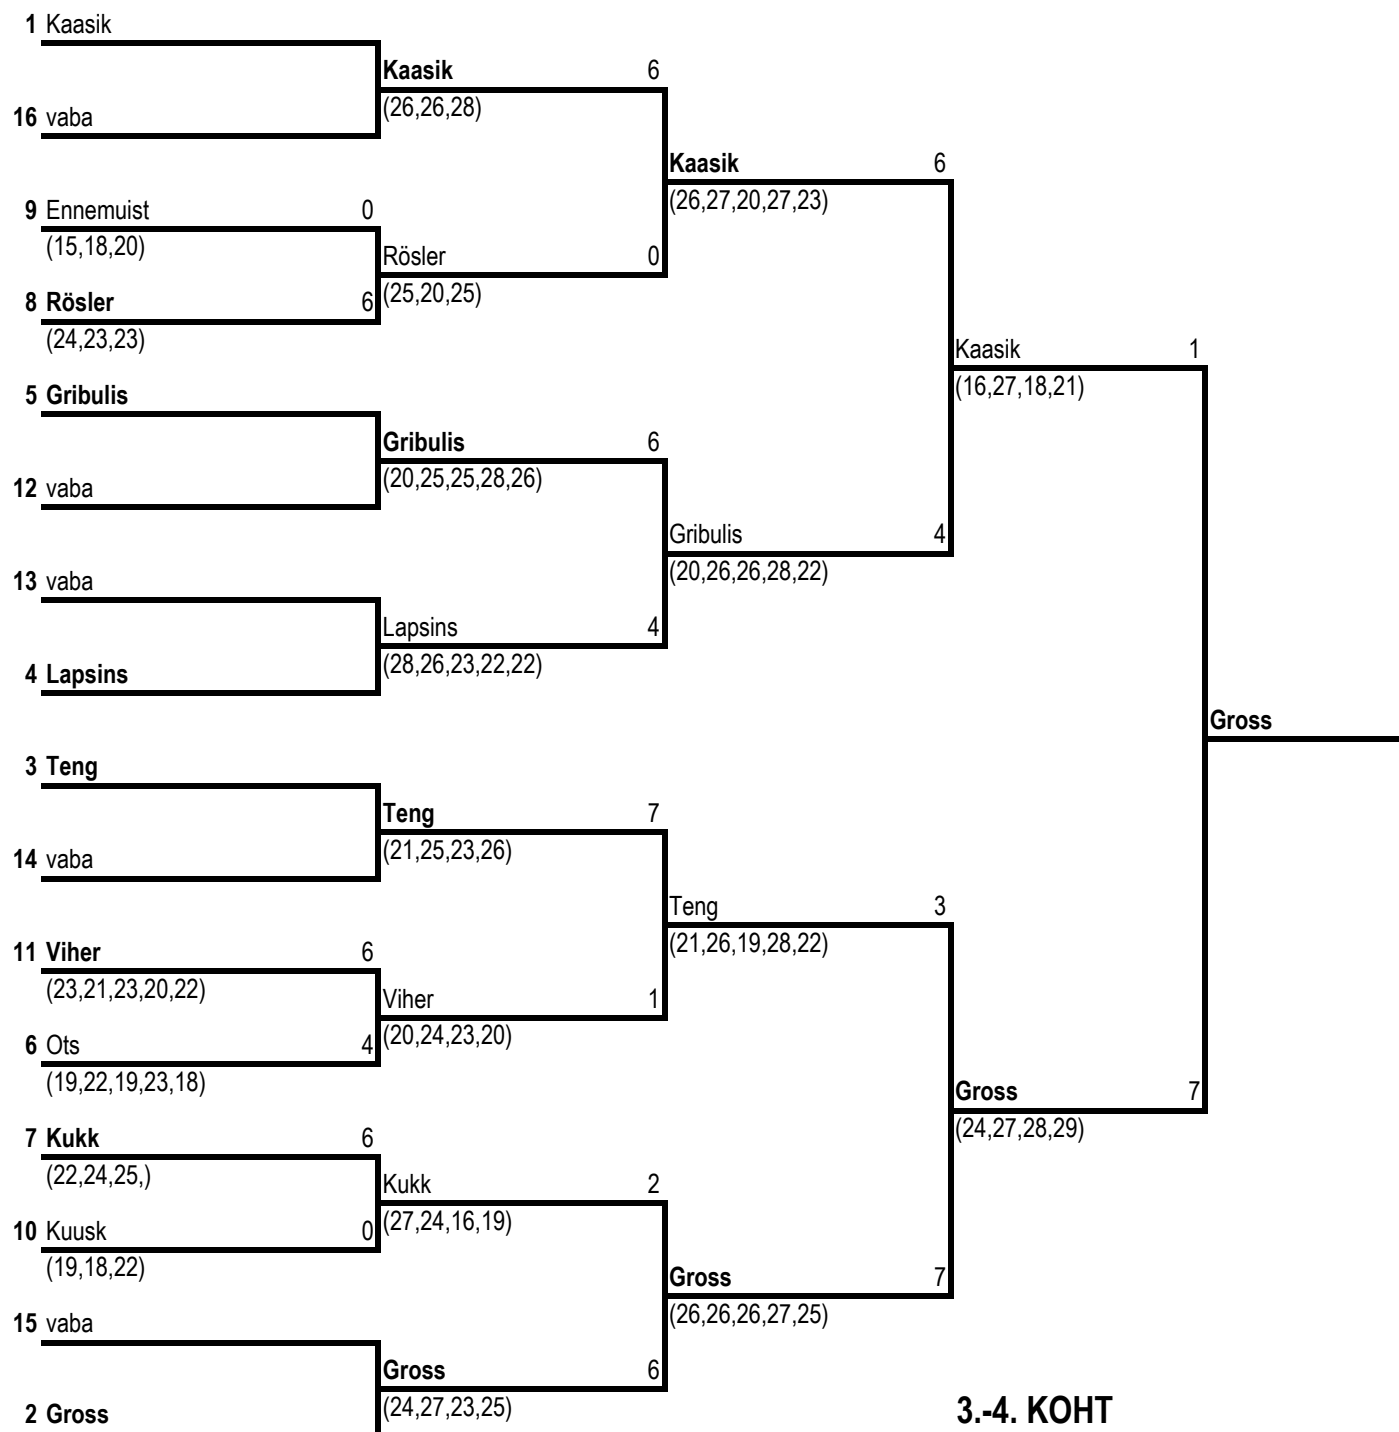 1 Kaasik
Kaasik 6
(26,26,28)
16 vaba
Kaasik 6
(26,27,20,27,23)
9 Ennemuist 0
(15,18,20)
Rösler 0
(25,20,25)
8 Rösler 6
(24,23,23)
Kaasik 1
(16,27,18,21)
5 Gribulis
Gribulis 6
(20,25,25,28,26)
12 vaba
Gribulis 4
(20,26,26,28,22)
13 vaba
Lapsins 4
(28,26,23,22,22)
4 Lapsins
Gross
3 Teng
Teng 7
(21,25,23,26)
14 vaba
Teng 3
(21,26,19,28,22)
11 Viher 6
(23,21,23,20,22)
Viher 1
(20,24,23,20)
6 Ots 4
(19,22,19,23,18)
Gross 7
(24,27,28,29)
7 Kukk 6
(22,24,25,)
Kukk 2
(27,24,16,19)
10 Kuusk 0
(19,18,22)
Gross 7
(26,26,26,27,25)
15 vaba
Gross 6
(24,27,23,25)
2 Gross
3.-4. KOHT